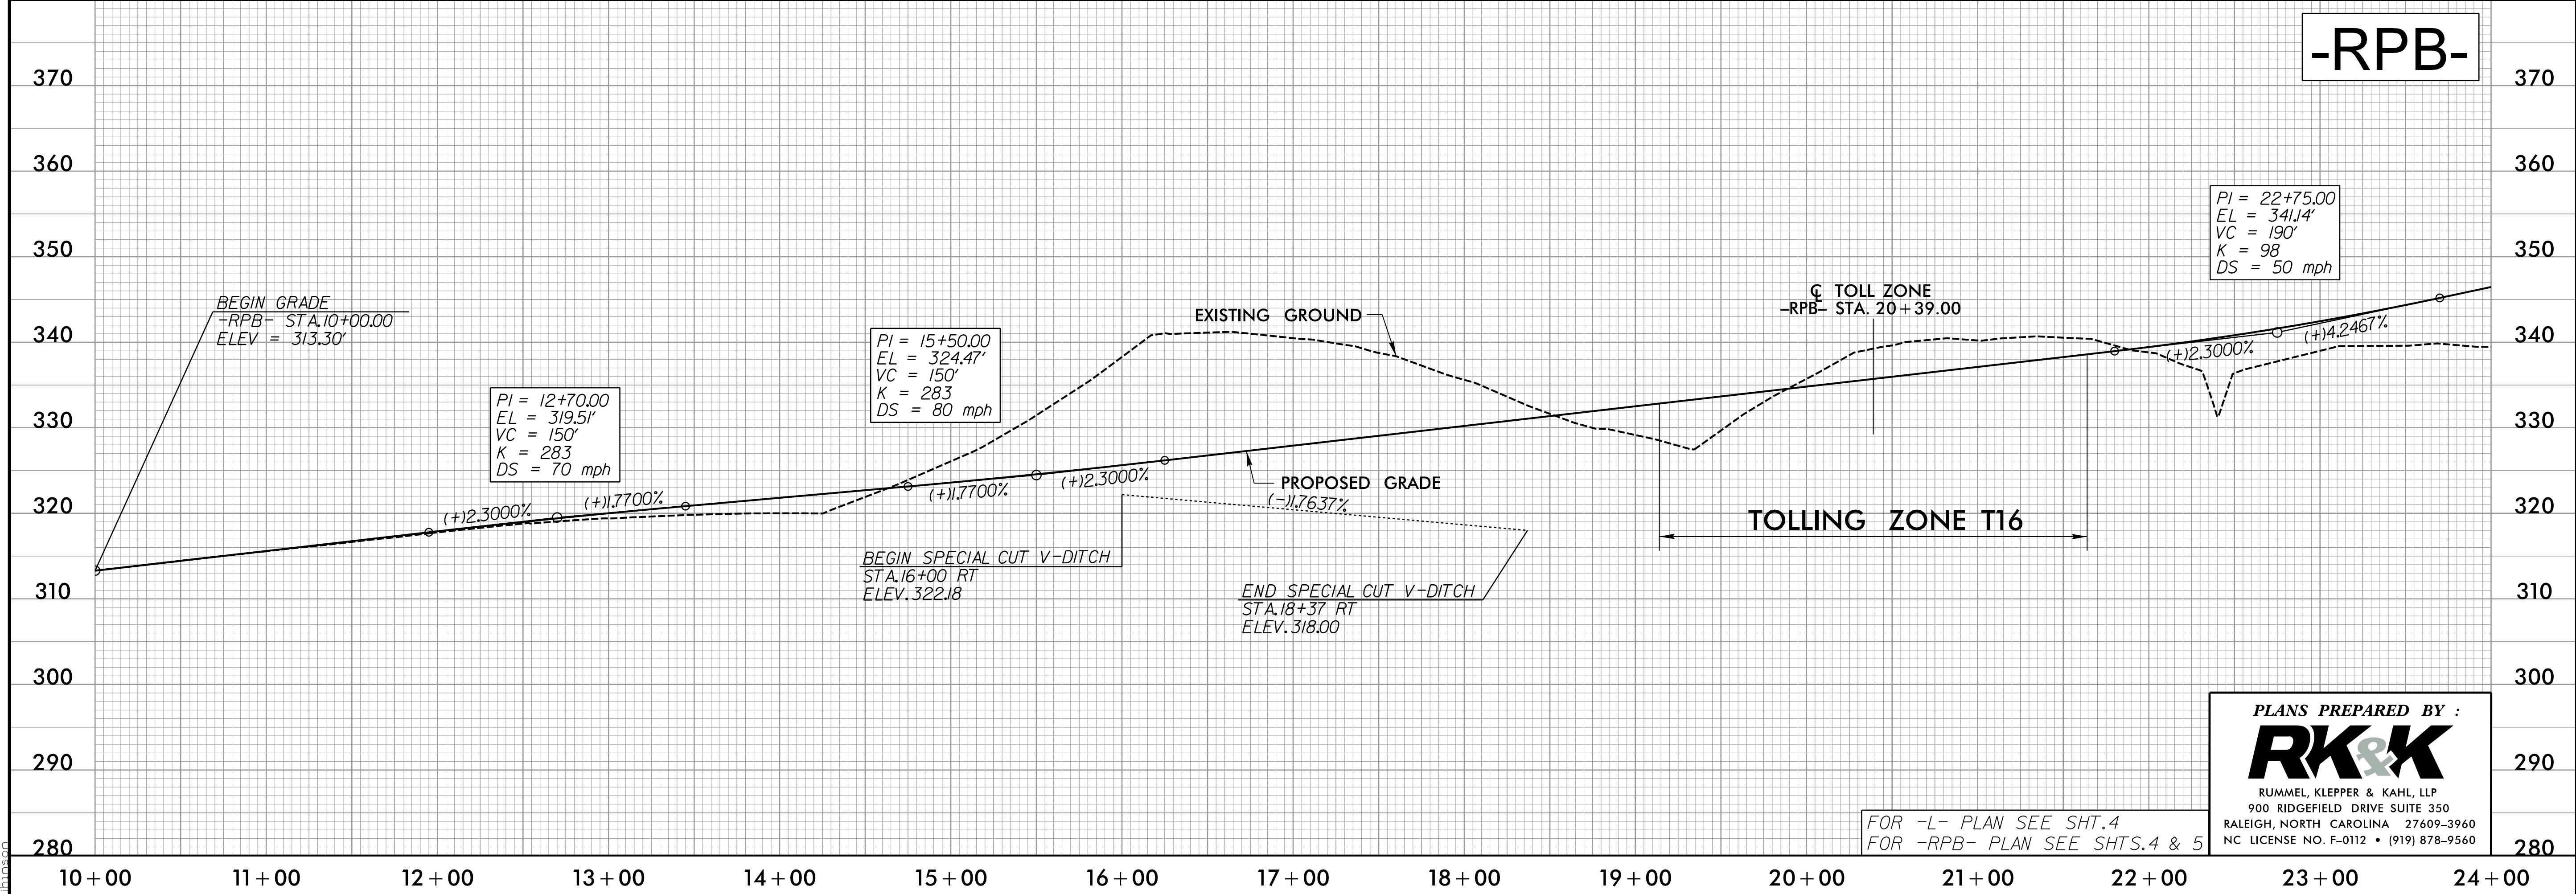 -RPB-
370
370
360
360
350
350
340
340
330
330
320
320
310
310
300
300
290
290
280
280
BEGIN GRADE
-RPB- STA.10+00.00
ELEV = 313.30'
PI = 12+70.00
EL = 319.51'
VC = 150'
K = 283
DS = 70 mph
PI = 15+50.00
EL = 324.47'
VC = 150'
K = 283
DS = 80 mph
EXISTING GROUND
℄ TOLL ZONE
-RPB- STA. 20+39.00
PI = 22+75.00
EL = 341.14'
VC = 190'
K = 98
DS = 50 mph
(+)2.3000%
(+)1.7700%
(+)1.7700%
(+)2.3000%
PROPOSED GRADE
(-)1.7637%
(+)2.3000%
(+)4.2467%
TOLLING ZONE T16
BEGIN SPECIAL CUT V-DITCH
STA.16+00 RT
ELEV.322.18
END SPECIAL CUT V-DITCH
STA.18+37 RT
ELEV.318.00
PLANS PREPARED BY :
RK&K
RUMMEL, KLEPPER & KAHL, LLP
900 RIDGEFIELD DRIVE SUITE 350
RALEIGH, NORTH CAROLINA 27609-3960
NC LICENSE NO. F-0112 • (919) 878-9560
FOR -L- PLAN SEE SHT.4
FOR -RPB- PLAN SEE SHTS.4 & 5
10+00 11+00 12+00 13+00 14+00 15+00 16+00 17+00 18+00 19+00 20+00 21+00 22+00 23+00 24+00